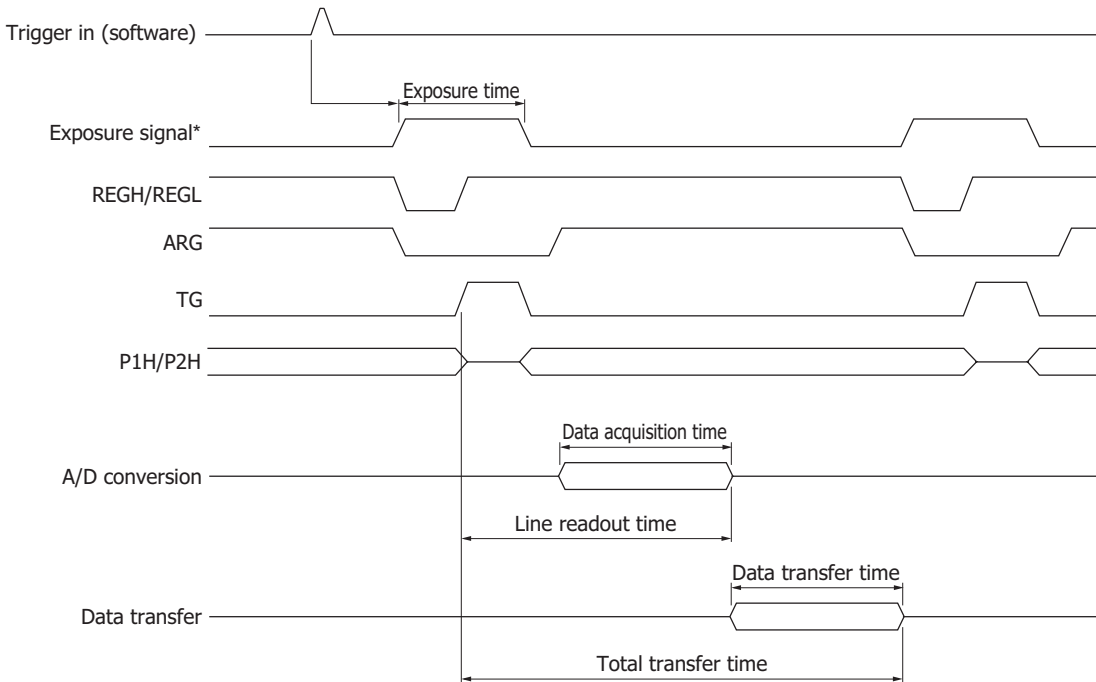 Trigger in (software)
Exposure time
Exposure signal*
REGH/REGL
ARG
TG
P1H/P2H
Data acquisition time
A/D conversion
Line readout time
Data transfer time
Data transfer
Total transfer time